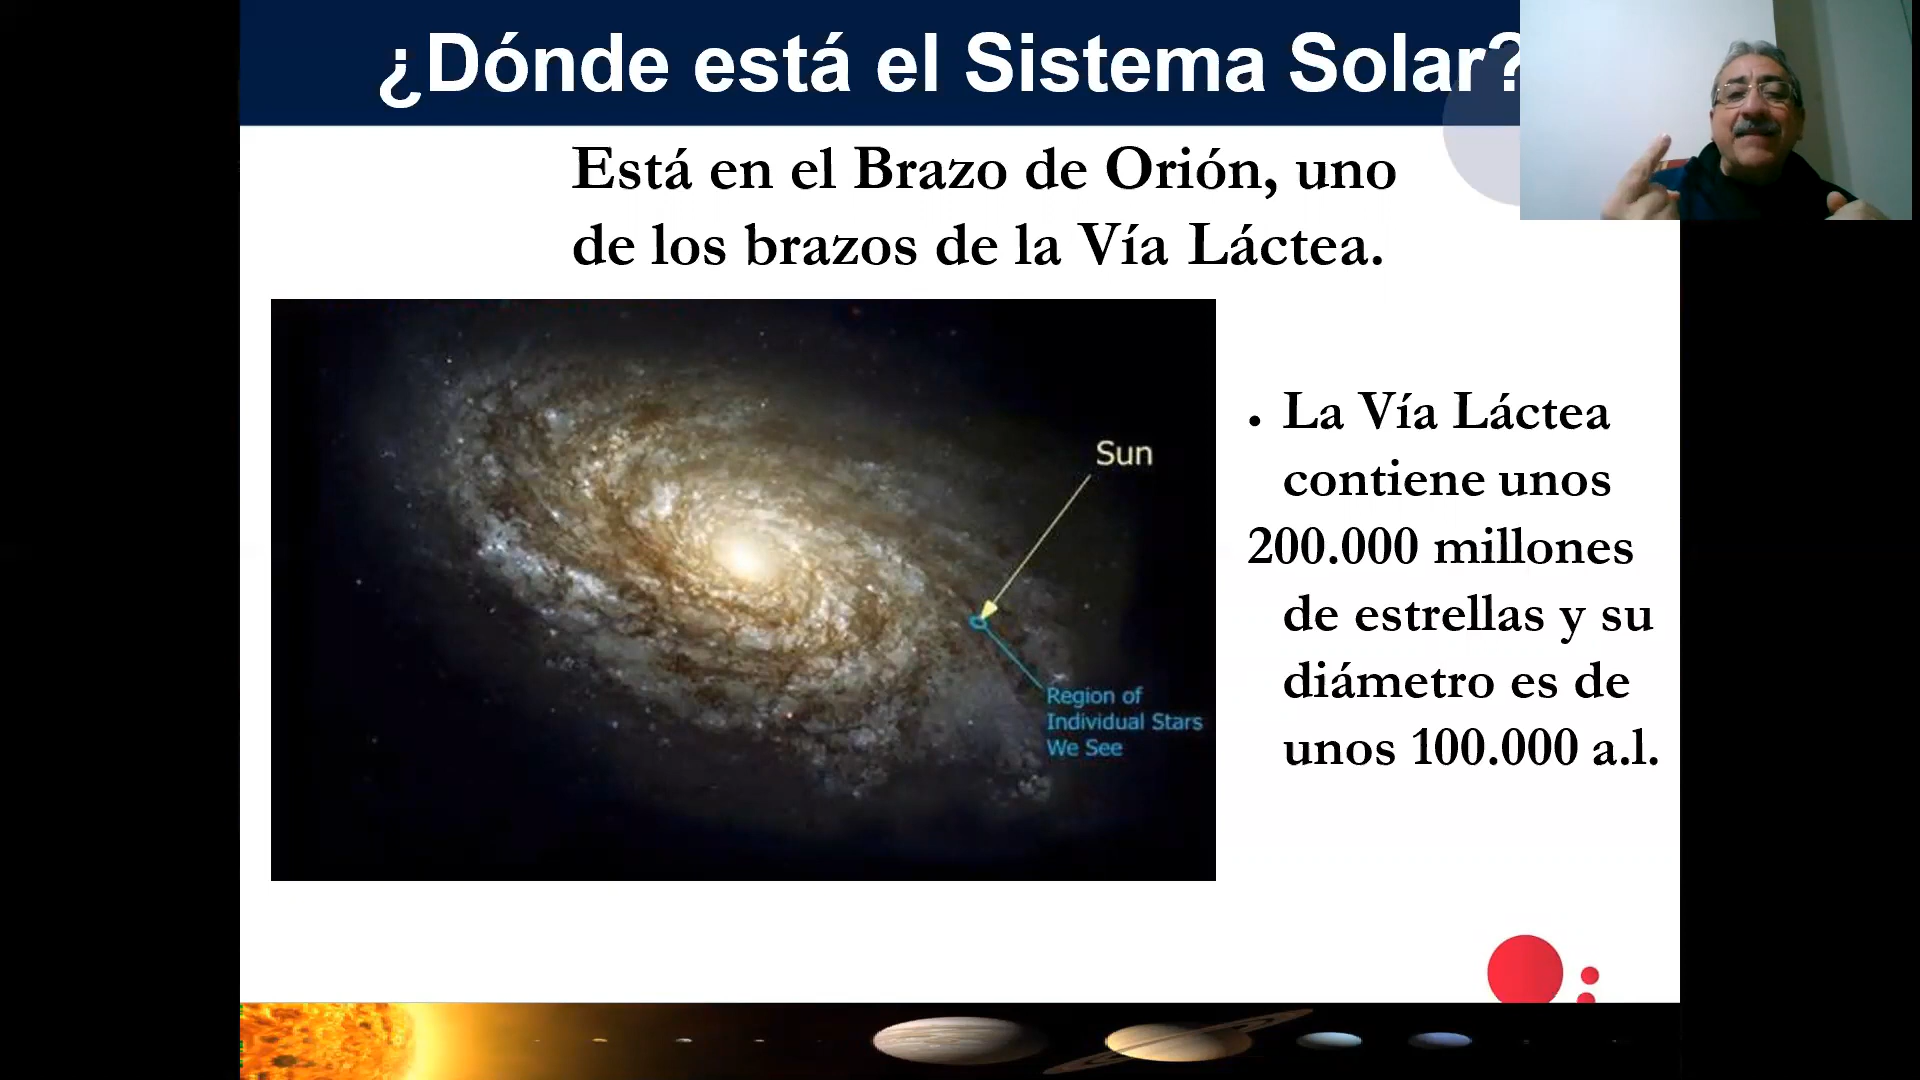 ¿Dónde está el Sistema Solar?
Está en el Brazo de Orión, uno
de los brazos de la Vía Láctea.
Sun
Region of
Individual Stars
We See
• La Vía Láctea
contiene unos
200.000 millones
de estrellas y su
diámetro es de
unos 100.000 a.l.